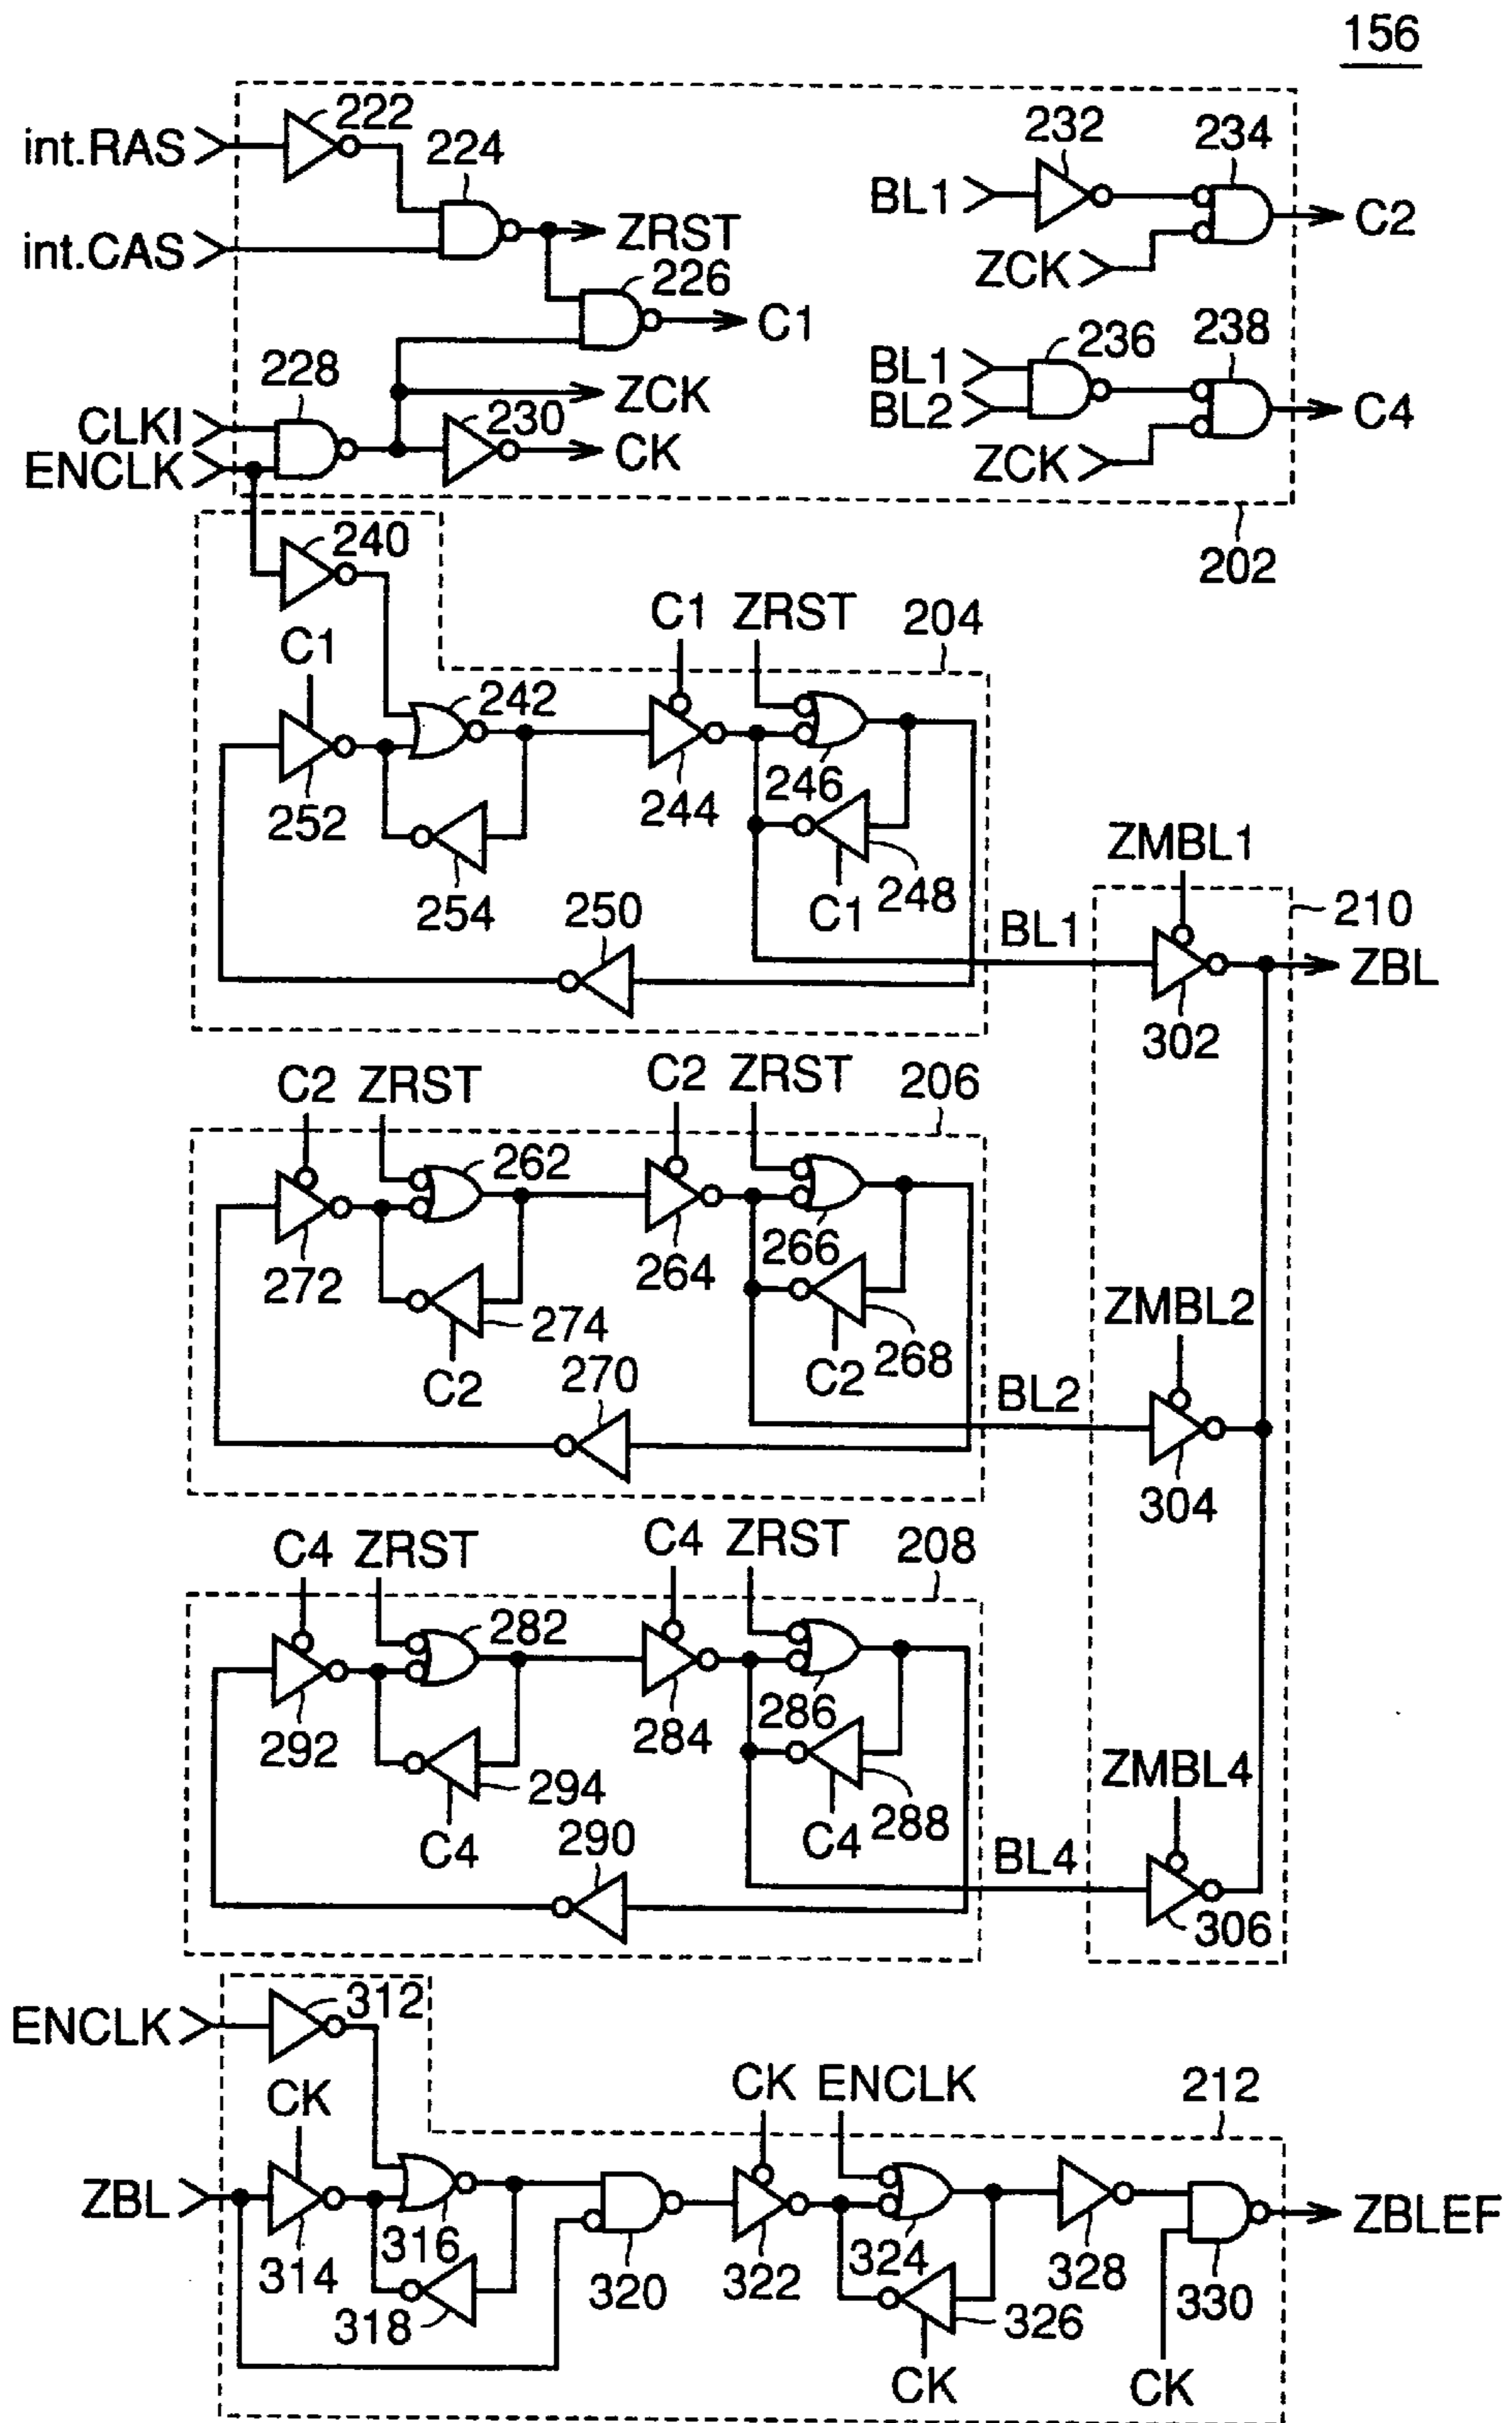 156
int.RAS
222
224
int.CAS
ZRST
226
C1
228
CLKI
ENCLK
ZCK
230
CK
232
234
BL1
ZCK
C2
236
238
BL1
BL2
ZCK
C4
202
240
C1
242
252
254
C1
ZRST
204
244
246
248
C1
250
BL1
ZMBL1
210
302
ZBL
C2
ZRST
C2
ZRST
206
262
272
274
C2
264
266
268
C2
270
BL2
ZMBL2
304
C4
ZRST
C4
ZRST
208
282
292
294
C4
284
286
288
C4
290
BL4
ZMBL4
306
ENCLK
312
CK
CK
ENCLK
212
ZBL
314
316
318
320
322
324
326
CK
328
330
CK
ZBLEF